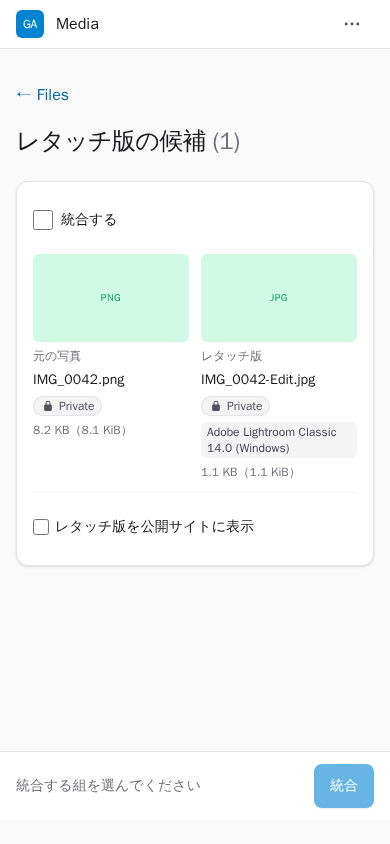 GA Media
← Files
レタッチ版の候補 (1)
統合する
PNG
JPG
元の写真
レタッチ版
IMG_0042.png
IMG_0042-Edit.jpg
Private
Private
8.2 KB（8.1 KiB）
Adobe Lightroom Classic
14.0 (Windows)
1.1 KB（1.1 KiB）
レタッチ版を公開サイトに表示
統合する組を選んでください
統合